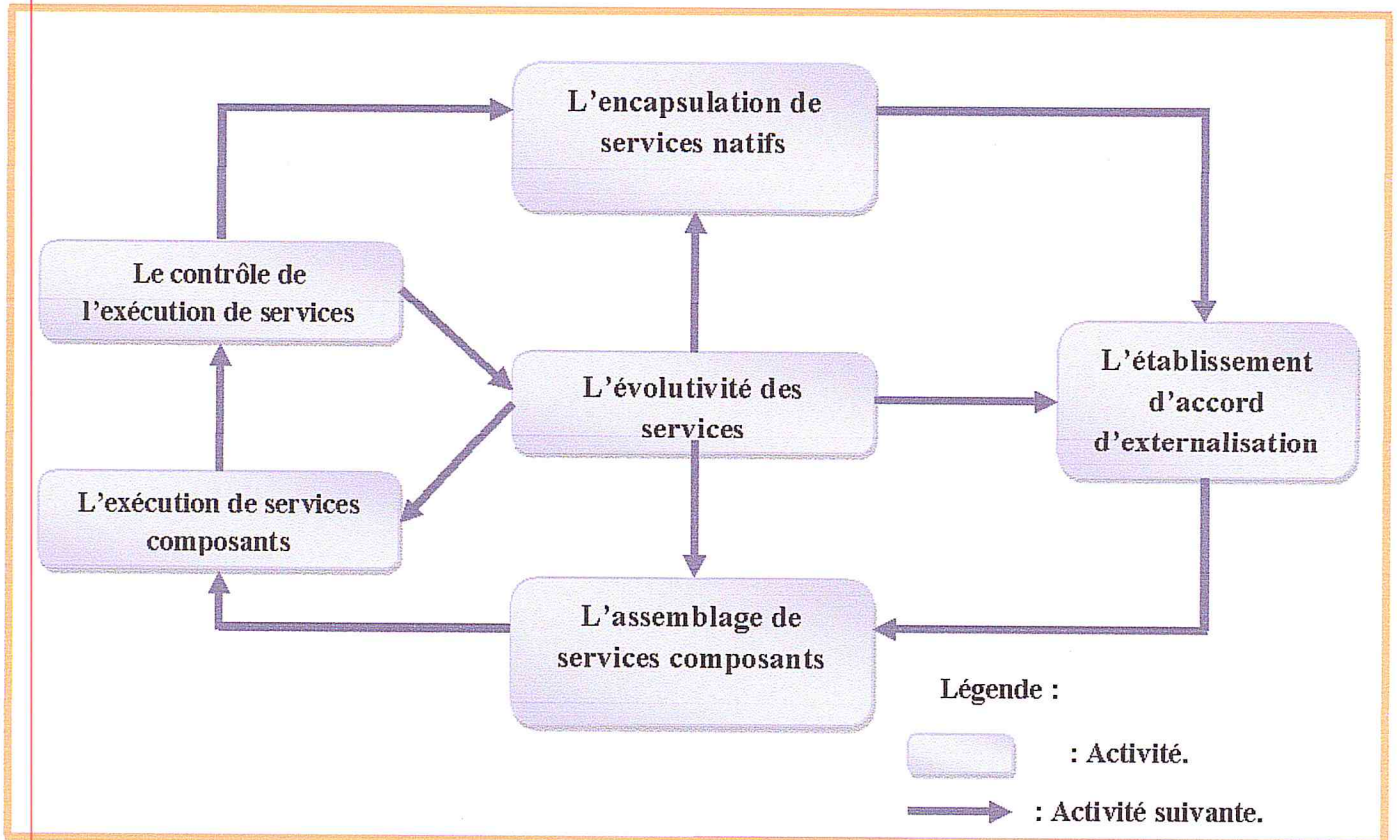 L'encapsulation de
services natifs
Le contrôle de
l'exécution de services
L'évolutivité des
services
L'établissement
d'accord
d'externalisation
L'exécution de services
composants
L'assemblage de
services composants
Légende :
: Activité.
: Activité suivante.